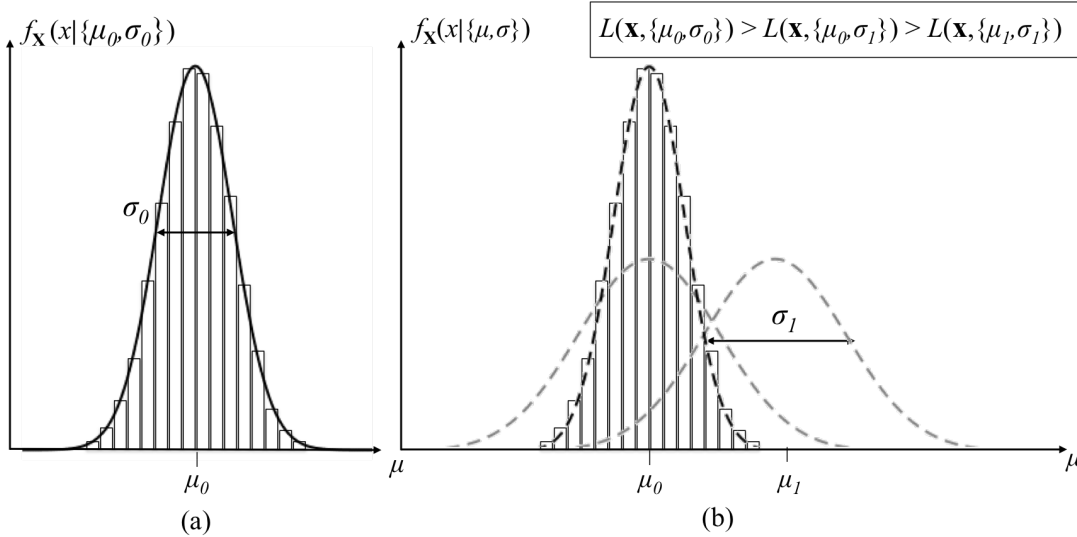 f_X(x|{μ_0,σ_0})
σ_0
μ
μ_0
(a)
f_X(x|{μ,σ})
L(x,{μ_0,σ_0}) > L(x,{μ_0,σ_1}) > L(x,{μ_1,σ_1})
σ_1
μ_0
μ_1
μ
(b)